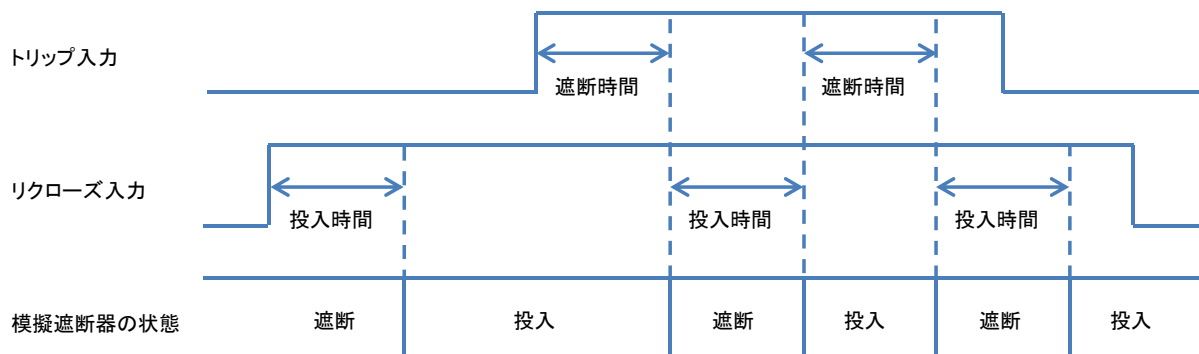 トリップ入力
遮断時間
遮断時間
リクローズ入力
投入時間
投入時間
投入時間
模擬遮断器の状態
遮断
投入
遮断
投入
遮断
投入